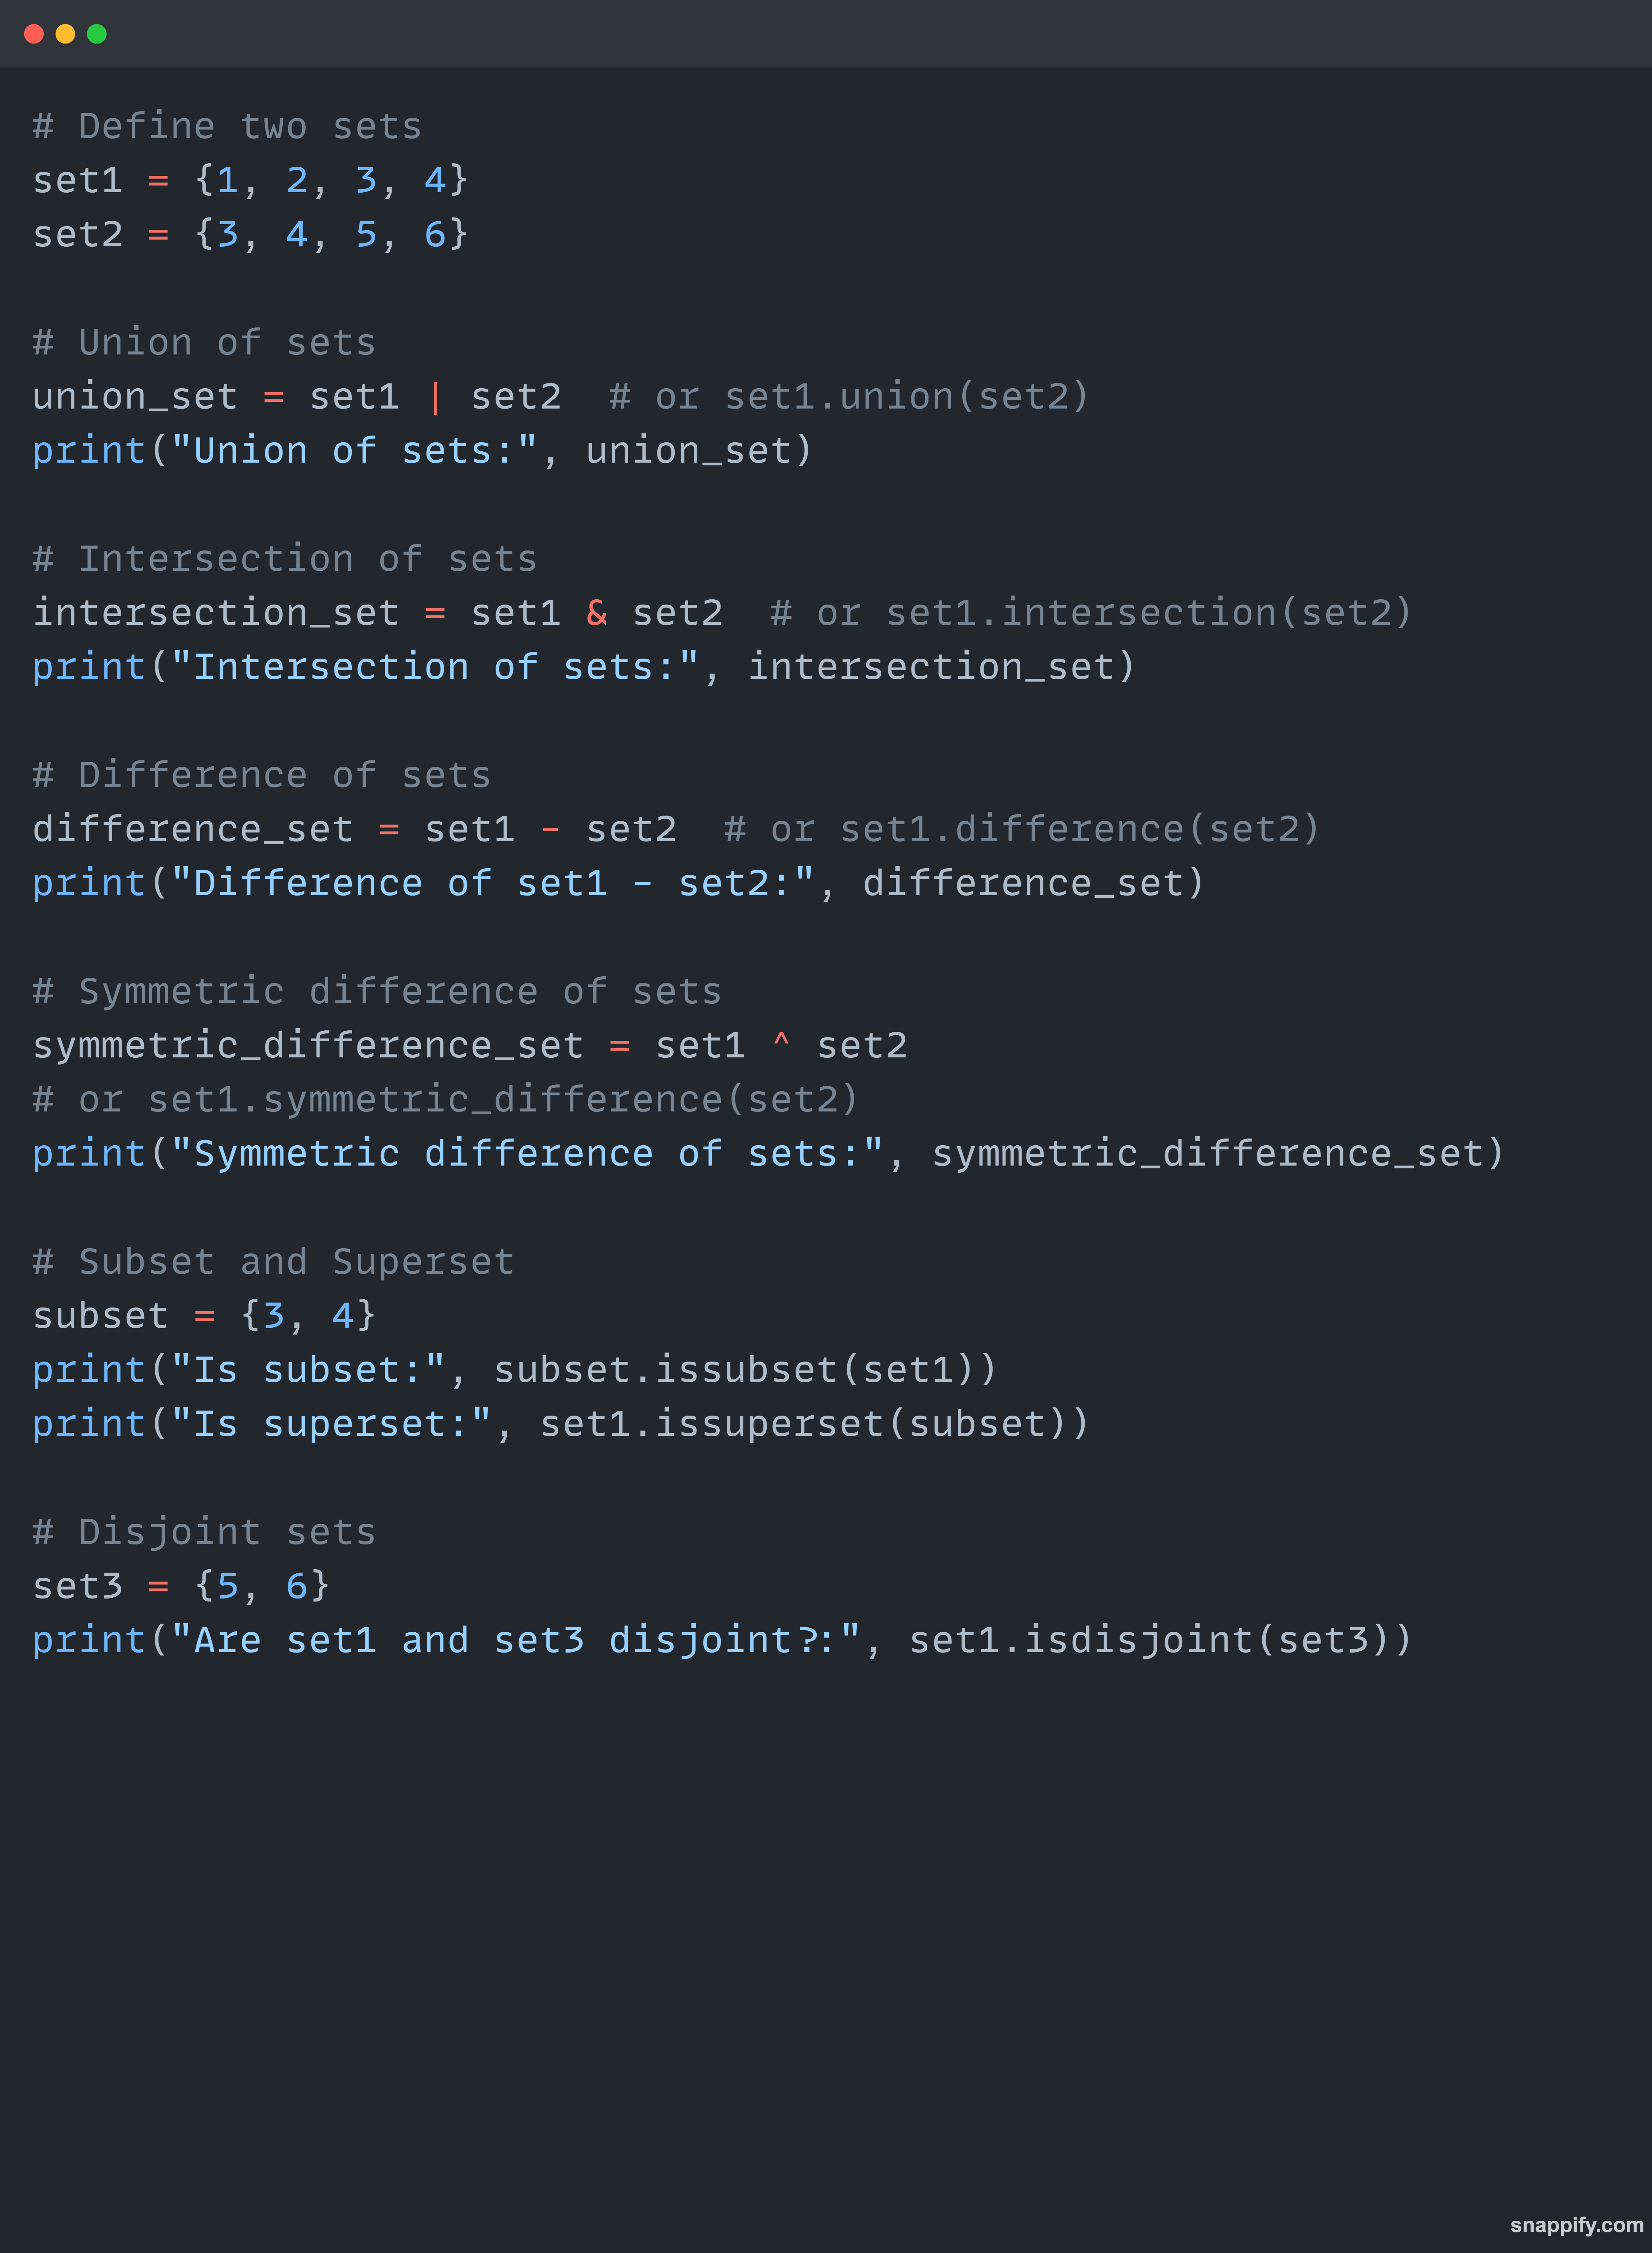 # Define two sets
set1 = {1, 2, 3, 4}
set2 = {3, 4, 5, 6}

# Union of sets
union_set = set1 | set2  # or set1.union(set2)
print("Union of sets:", union_set)

# Intersection of sets
intersection_set = set1 & set2  # or set1.intersection(set2)
print("Intersection of sets:", intersection_set)

# Difference of sets
difference_set = set1 - set2  # or set1.difference(set2)
print("Difference of set1 - set2:", difference_set)

# Symmetric difference of sets
symmetric_difference_set = set1 ^ set2
# or set1.symmetric_difference(set2)
print("Symmetric difference of sets:", symmetric_difference_set)

# Subset and Superset
subset = {3, 4}
print("Is subset:", subset.issubset(set1))
print("Is superset:", set1.issuperset(subset))

# Disjoint sets
set3 = {5, 6}
print("Are set1 and set3 disjoint?:", set1.isdisjoint(set3))
snappify.com